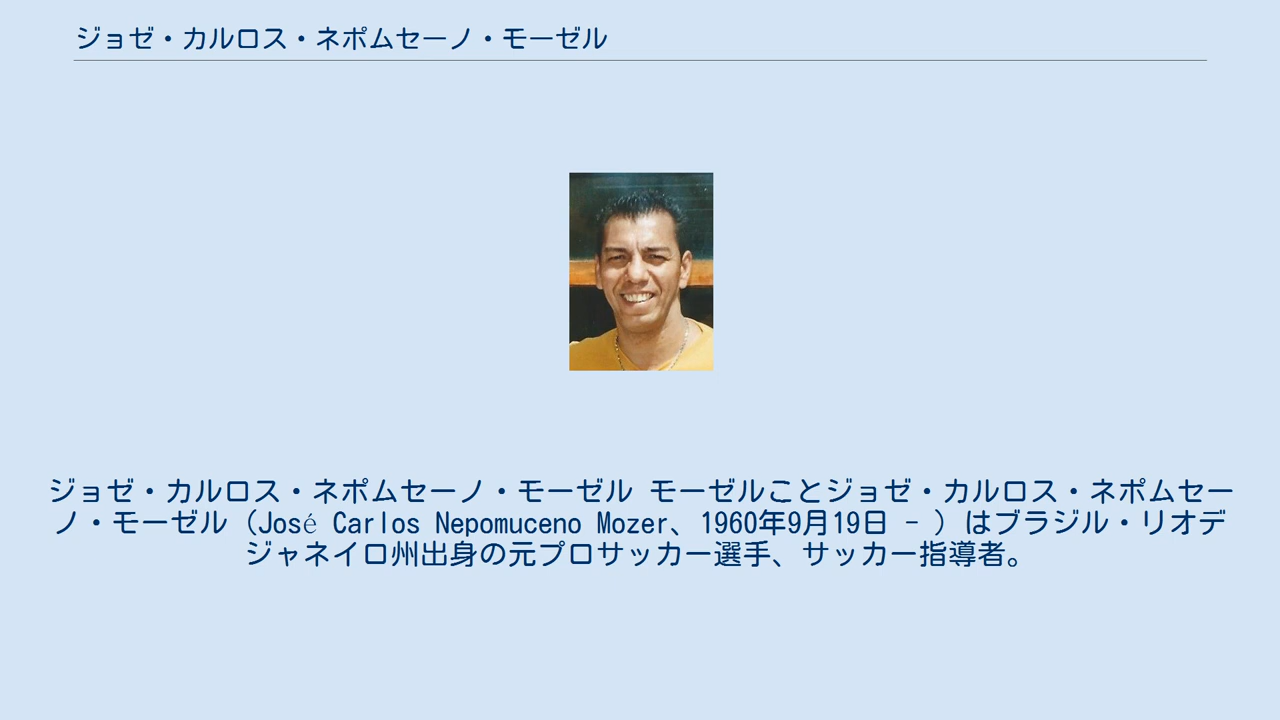 ジョゼ・カルロス・ネポムセーノ・モーゼル
ジョゼ・カルロス・ネポムセーノ・モーゼル モーゼルことジョゼ・カルロス・ネポムセー
ノ・モーゼル（José Carlos Nepomuceno Mozer、1960年9月19日 - ）はブラジル・リオデ
ジャネイロ州出身の元プロサッカー選手、サッカー指導者。